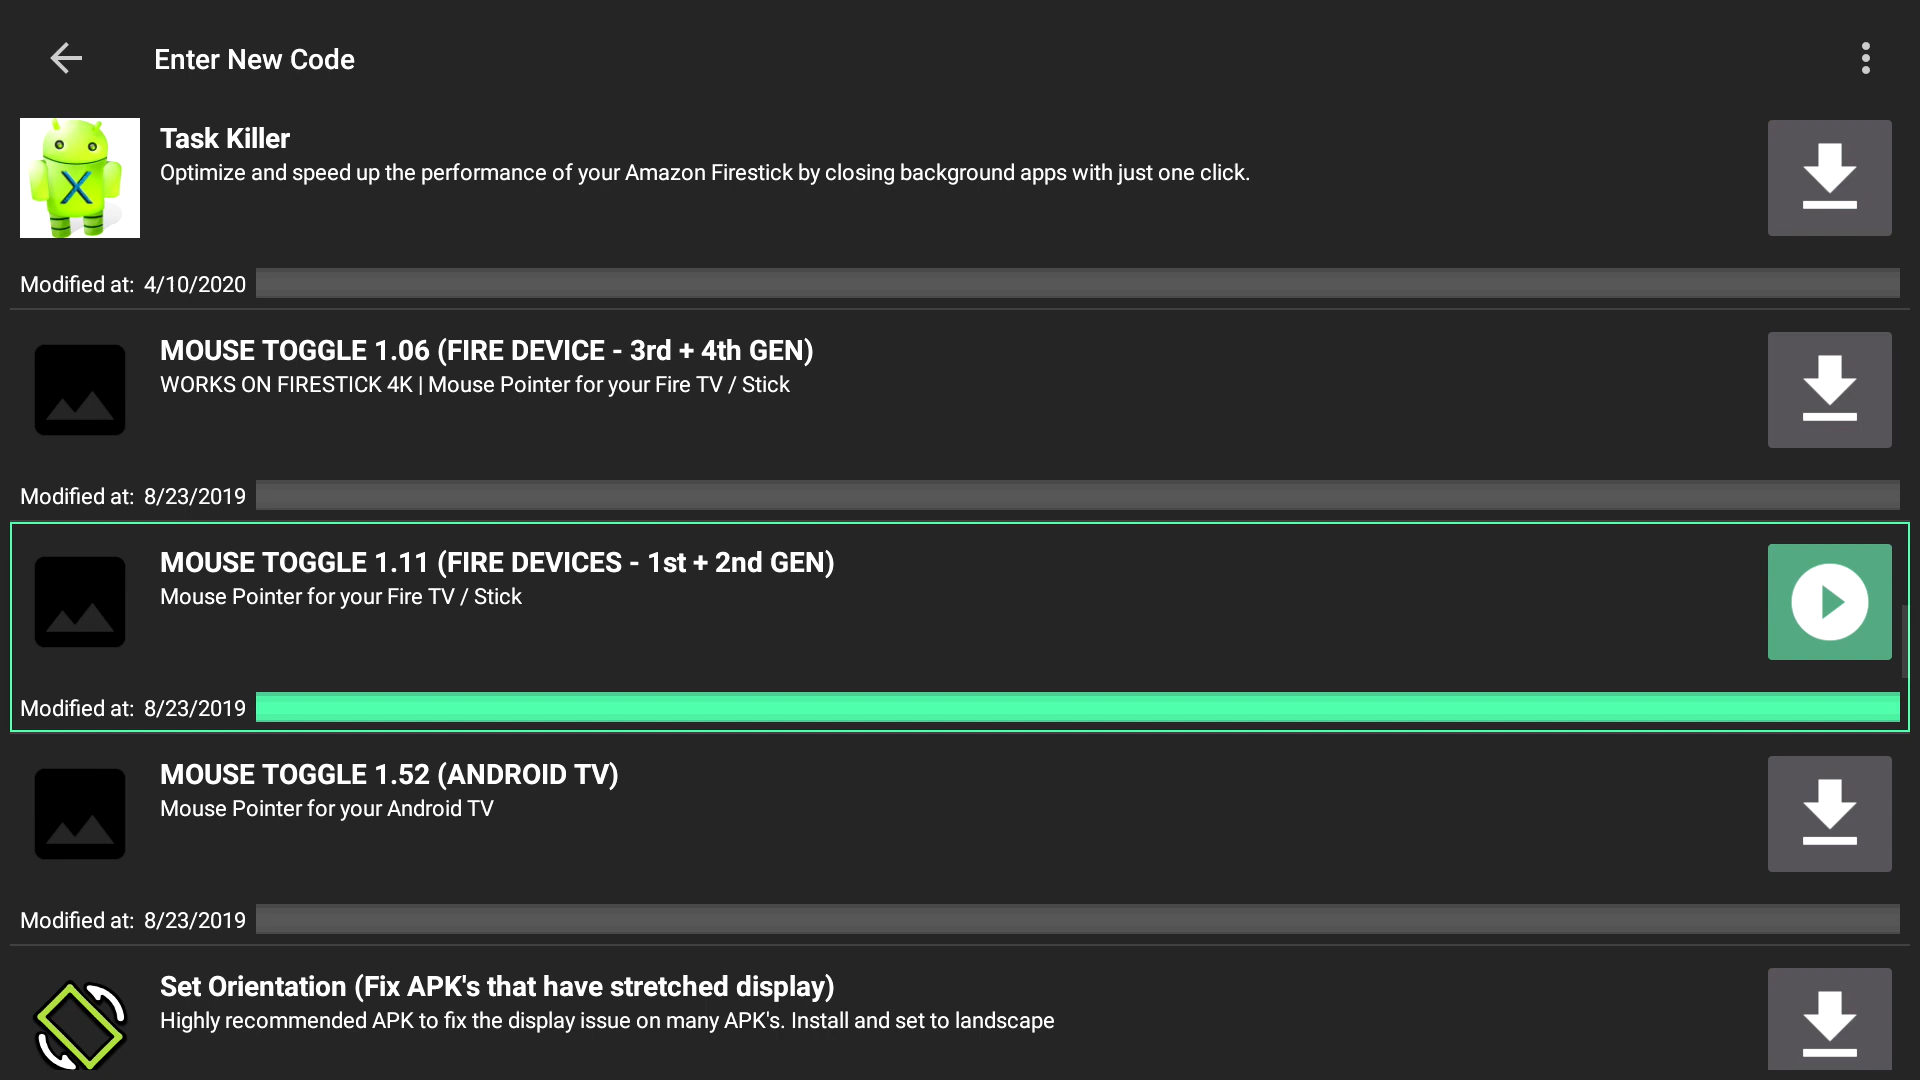 Enter New Code
Task Killer
Optimize and speed up the performance of your Amazon Firestick by closing background apps with just one click.
Modified at: 4/10/2020
MOUSE TOGGLE 1.06 (FIRE DEVICE - 3rd + 4th GEN)
WORKS ON FIRESTICK 4K | Mouse Pointer for your Fire TV / Stick
Modified at: 8/23/2019
MOUSE TOGGLE 1.11 (FIRE DEVICES - 1st + 2nd GEN)
Mouse Pointer for your Fire TV / Stick
Modified at: 8/23/2019
MOUSE TOGGLE 1.52 (ANDROID TV)
Mouse Pointer for your Android TV
Modified at: 8/23/2019
Set Orientation (Fix APK's that have stretched display)
Highly recommended APK to fix the display issue on many APK's. Install and set to landscape